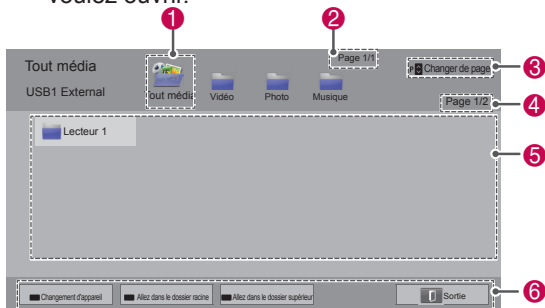 voulez ouvrir.
1
2
Tout média
Page 1/1
P Changer de page
3
USB1 External
Tout média
Vidéo
Photo
Musique
Page 1/2
4
Lecteur 1
5
Changement d'appareil
Allez dans le dossier racine
Allez dans le dossier supérieur
Sortie
6